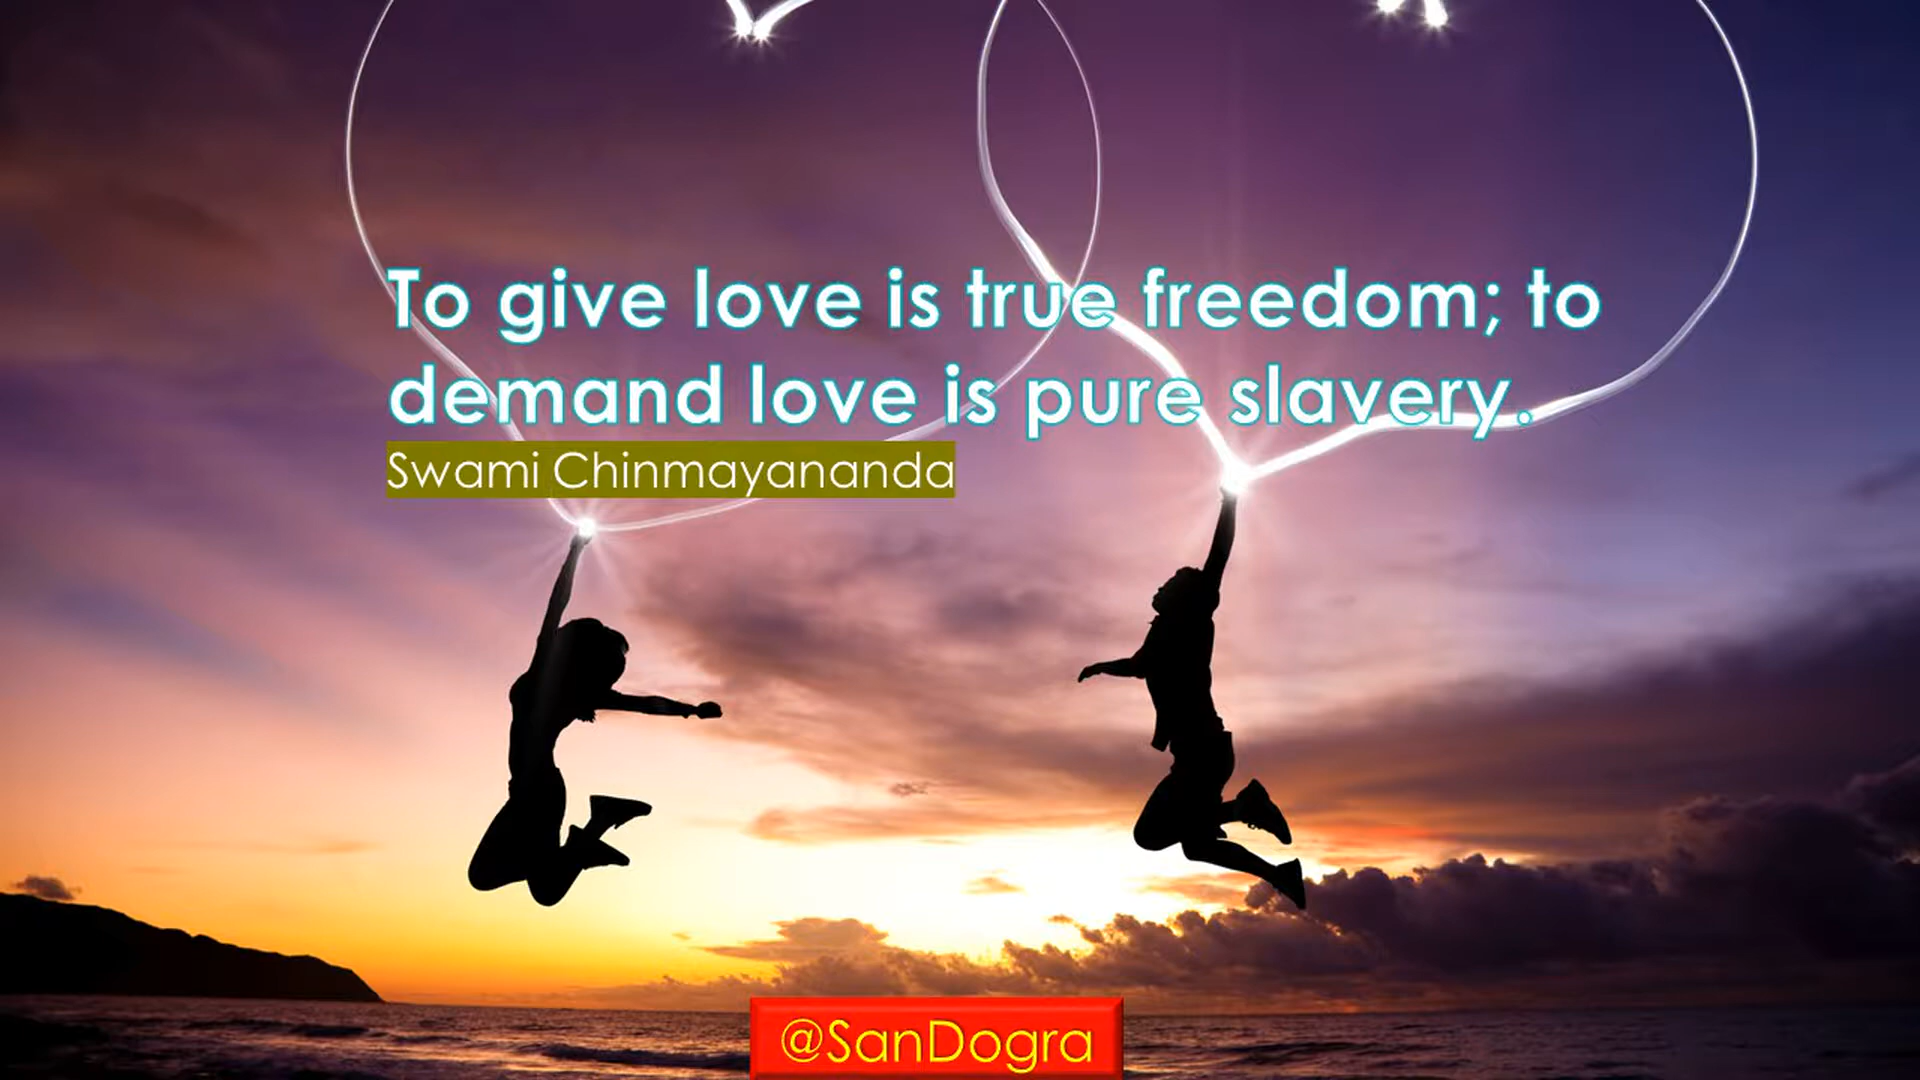 To give love is true freedom; to
demand love is pure slavery.
Swami Chinmayananda
@SanDogra